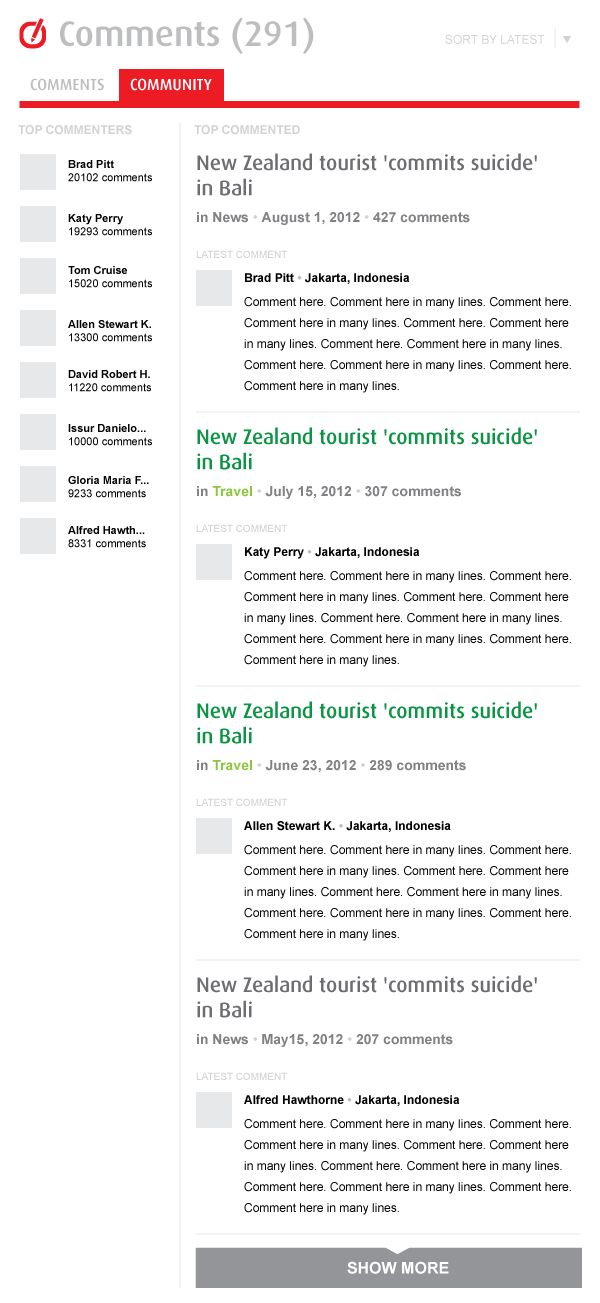 Comments (291)
SORT BY LATEST
COMMENTS
COMMUNITY
TOP COMMENTERS
Brad Pitt
20102 comments
Katy Perry
19293 comments
Tom Cruise
15020 comments
Allen Stewart K.
13300 comments
David Robert H.
11220 comments
Issur Danielo...
10000 comments
Gloria Maria F...
9233 comments
Alfred Hawth...
8331 comments
TOP COMMENTED
New Zealand tourist 'commits suicide'
in Bali
in News • August 1, 2012 • 427 comments
LATEST COMMENT
Brad Pitt • Jakarta, Indonesia
Comment here. Comment here in many lines. Comment here.
Comment here in many lines. Comment here. Comment here
in many lines. Comment here. Comment here in many lines.
Comment here. Comment here in many lines. Comment here.
Comment here in many lines.
New Zealand tourist 'commits suicide'
in Bali
in Travel • July 15, 2012 • 307 comments
LATEST COMMENT
Katy Perry • Jakarta, Indonesia
Comment here. Comment here in many lines. Comment here.
Comment here in many lines. Comment here. Comment here
in many lines. Comment here. Comment here in many lines.
Comment here. Comment here in many lines. Comment here.
Comment here in many lines.
New Zealand tourist 'commits suicide'
in Bali
in Travel • June 23, 2012 • 289 comments
LATEST COMMENT
Allen Stewart K. • Jakarta, Indonesia
Comment here. Comment here in many lines. Comment here.
Comment here in many lines. Comment here. Comment here
in many lines. Comment here. Comment here in many lines.
Comment here. Comment here in many lines. Comment here.
Comment here in many lines.
New Zealand tourist 'commits suicide'
in Bali
in News • May15, 2012 • 207 comments
LATEST COMMENT
Alfred Hawthorne • Jakarta, Indonesia
Comment here. Comment here in many lines. Comment here.
Comment here in many lines. Comment here. Comment here
in many lines. Comment here. Comment here in many lines.
Comment here. Comment here in many lines. Comment here.
Comment here in many lines.
SHOW MORE